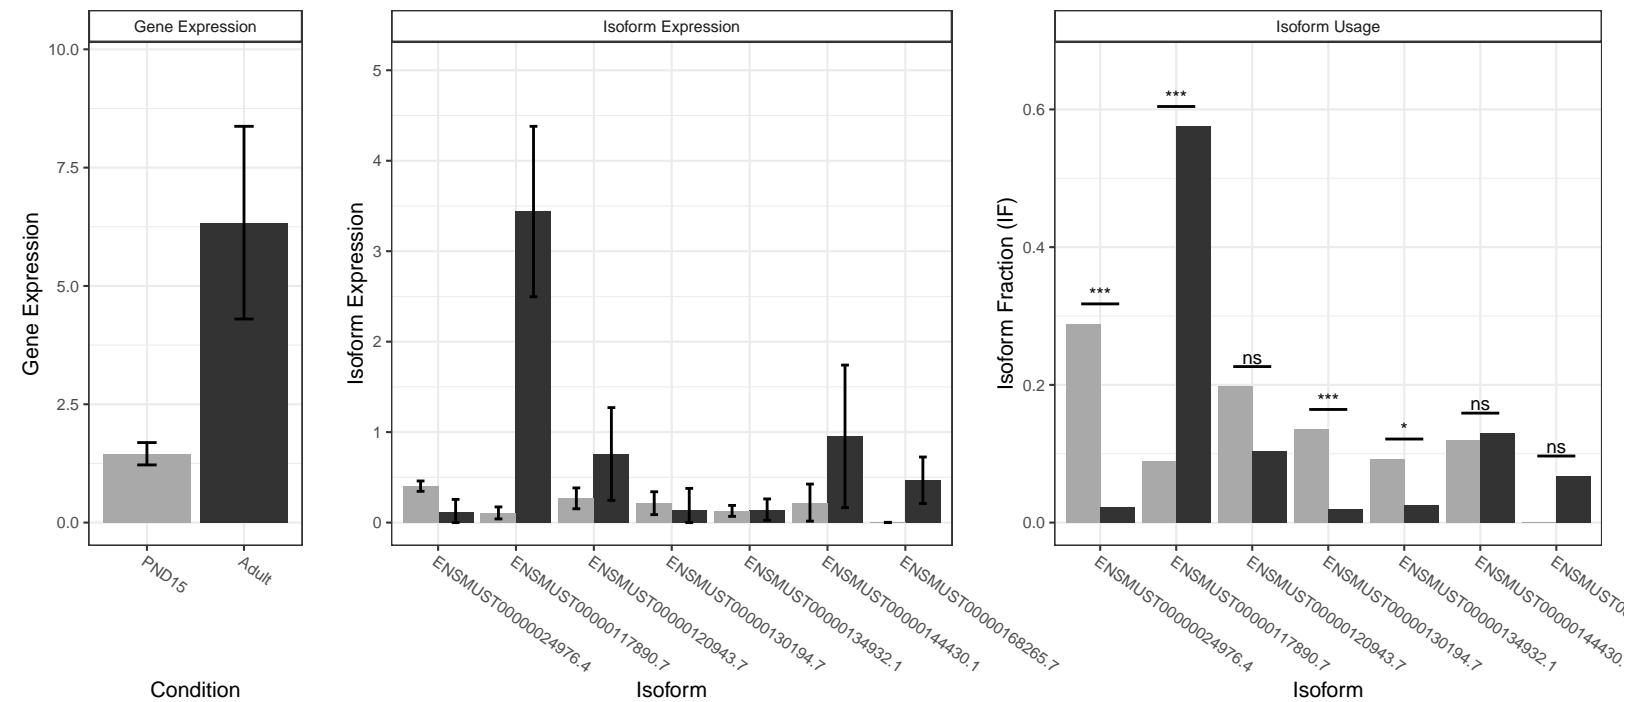 Gene Expression
Gene Expression
10.0
7.5
5.0
2.5
0.0
PND15
Adult
Condition
Isoform Expression
Isoform Expression
5
4
3
2
1
0
ENSMUST00000024976.4
ENSMUST00000117890.7
ENSMUST00000120943.7
ENSMUST00000130194.7
ENSMUST00000134932.1
ENSMUST00000144430.1
ENSMUST00000168265.7
Isoform
Isoform Usage
Isoform Fraction (IF)
0.6
0.4
0.2
0.0
***
***
ns
***
*
ns
ns
ENSMUST00000024976.4
ENSMUST00000117890.7
ENSMUST00000120943.7
ENSMUST00000130194.7
ENSMUST00000134932.1
ENSMUST00000144430.
Isoform